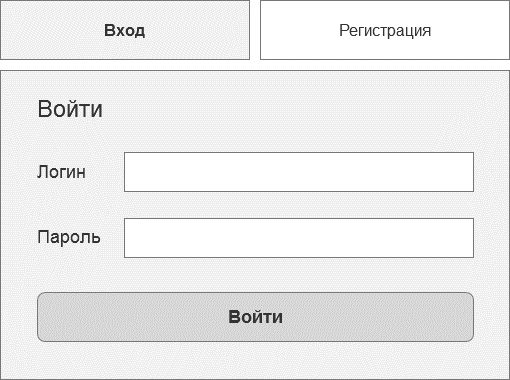 Вход
Регистрация
Войти
Логин
Пароль
Войти